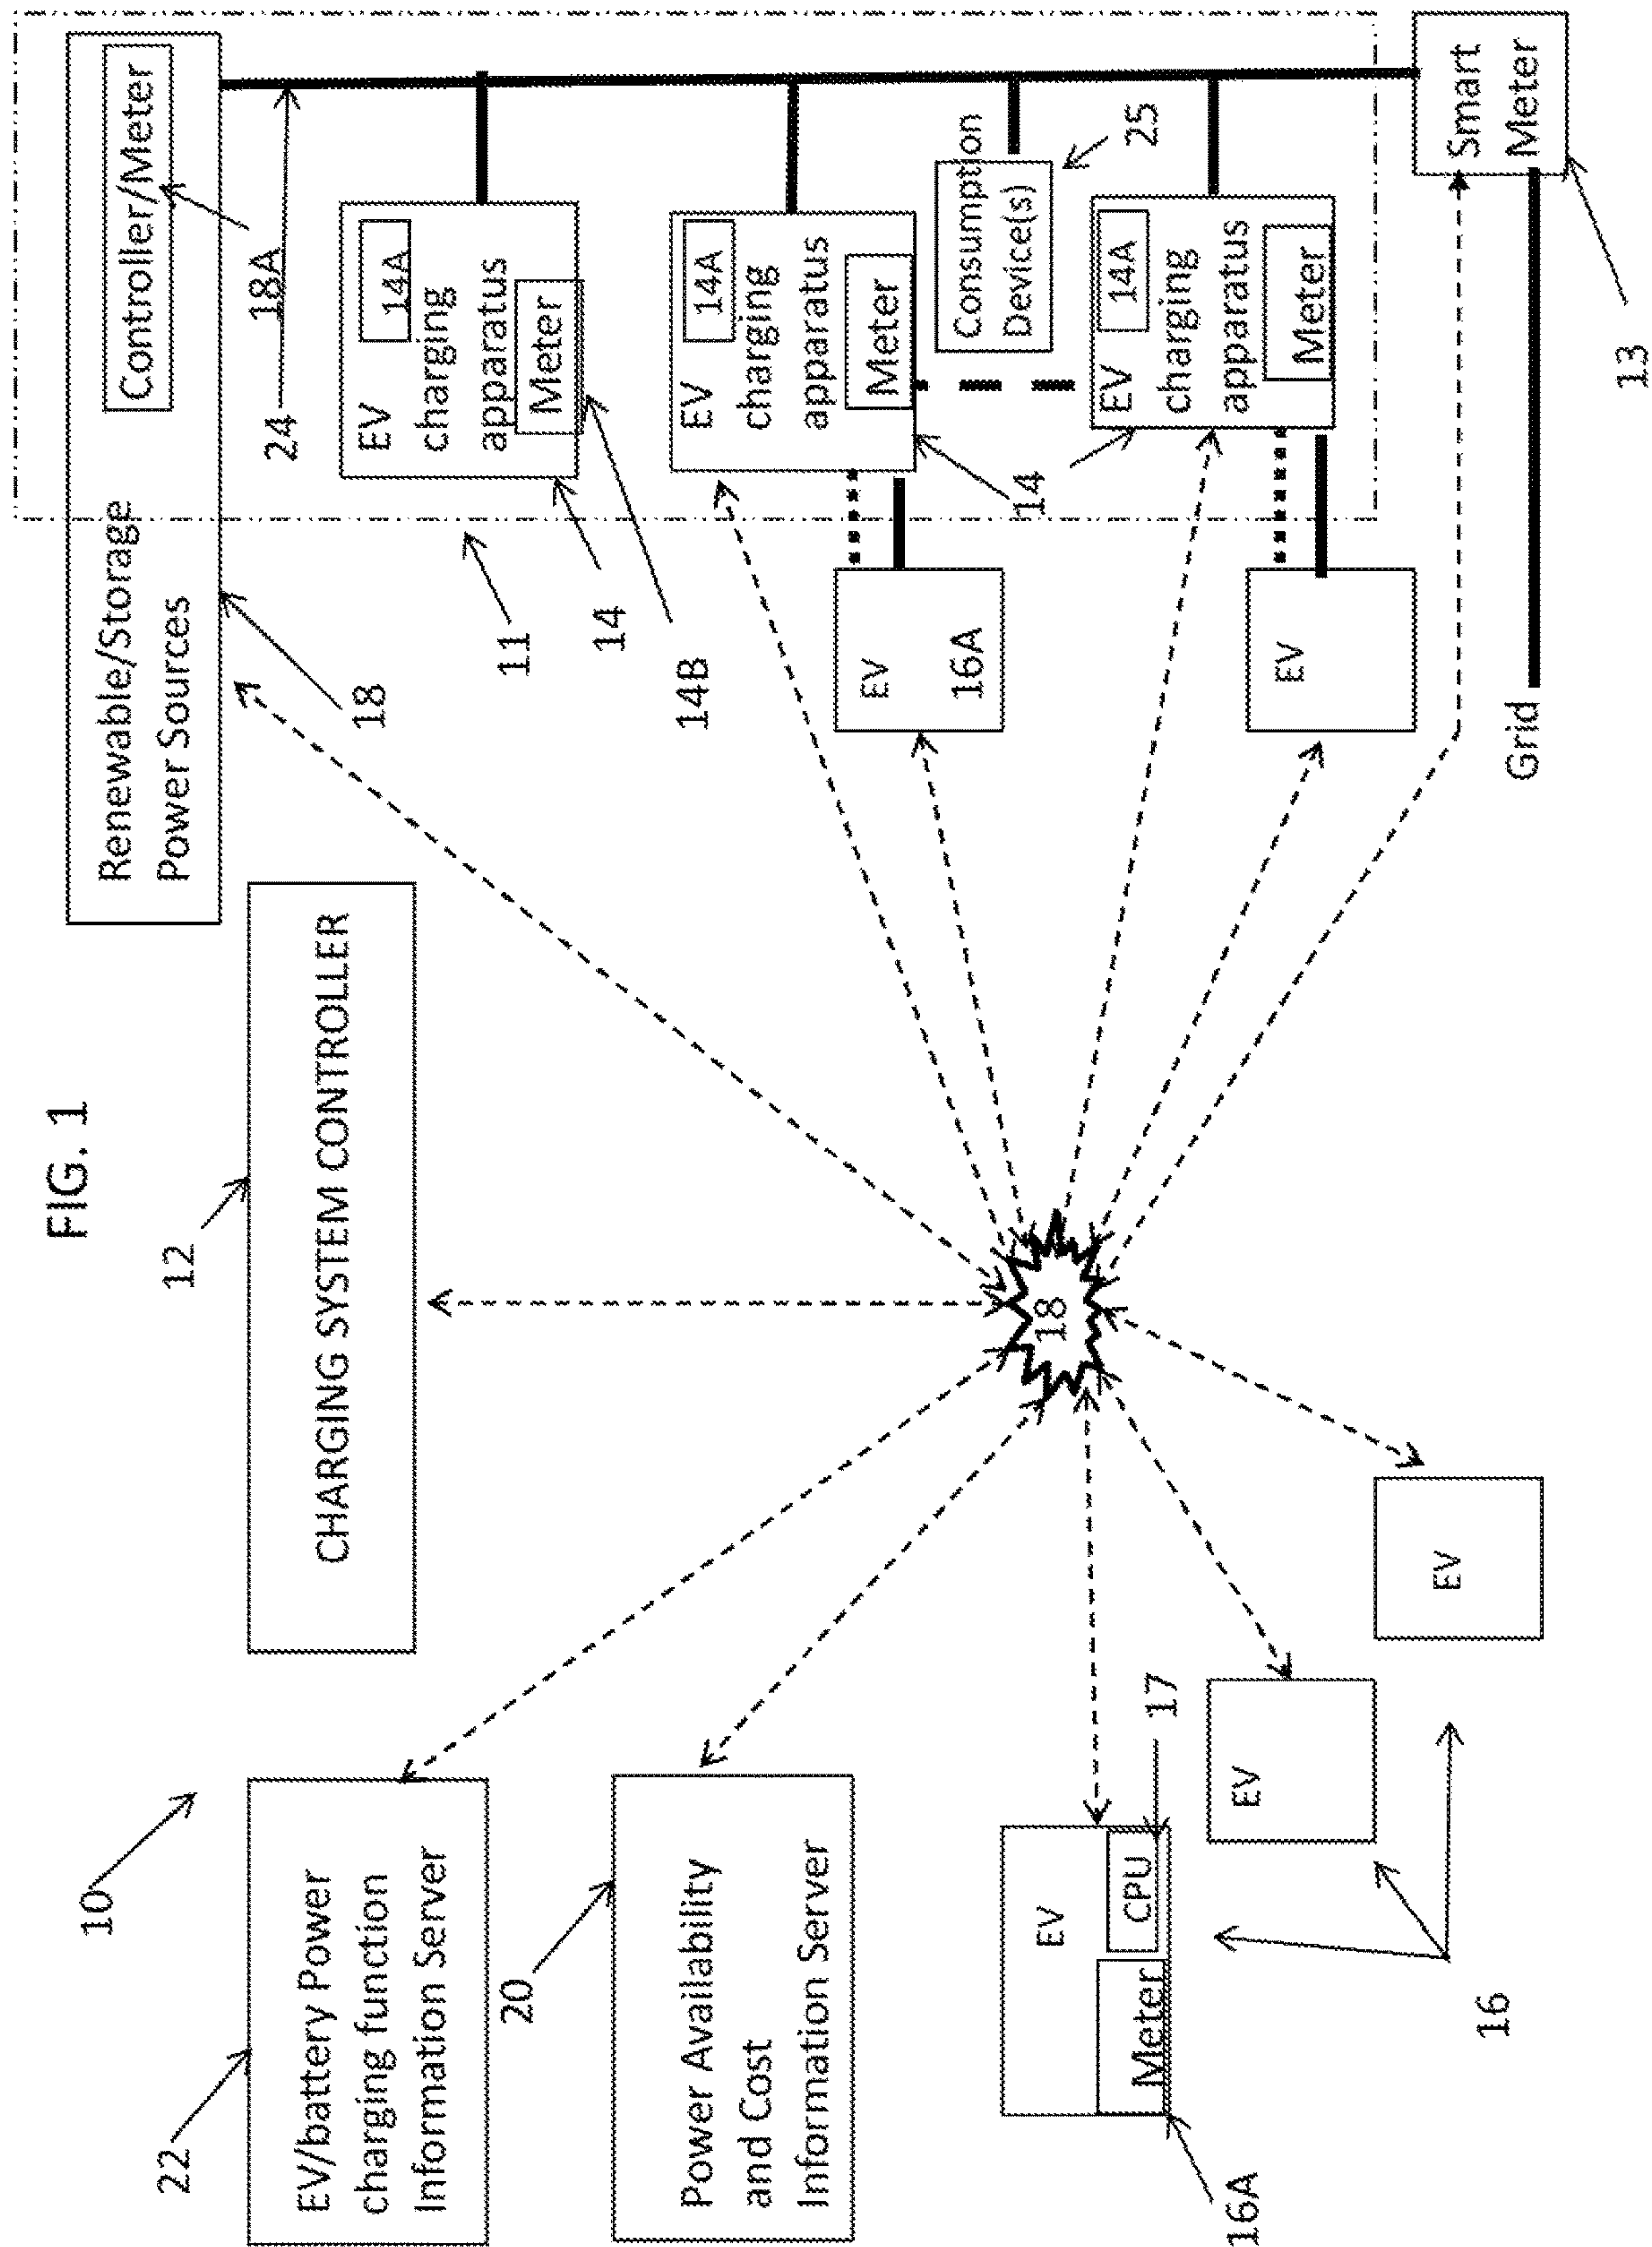 FIG. 1
10
22
EV/battery Power
charging function
Information Server
12
CHARGING SYSTEM CONTROLLER
Renewable/Storage
Power Sources
Controller/Meter
18
18A
24
11
EV
14A
charging
apparatus
Meter
14
14B
20
Power Availability
and Cost
Information Server
EV
14A
charging
apparatus
Meter
14
EV
16A
Consumption
Device(s)
25
18
EV
Meter
CPU
17
16A
EV
14A
charging
apparatus
Meter
EV
EV
EV
16
Smart
Meter
13
Grid